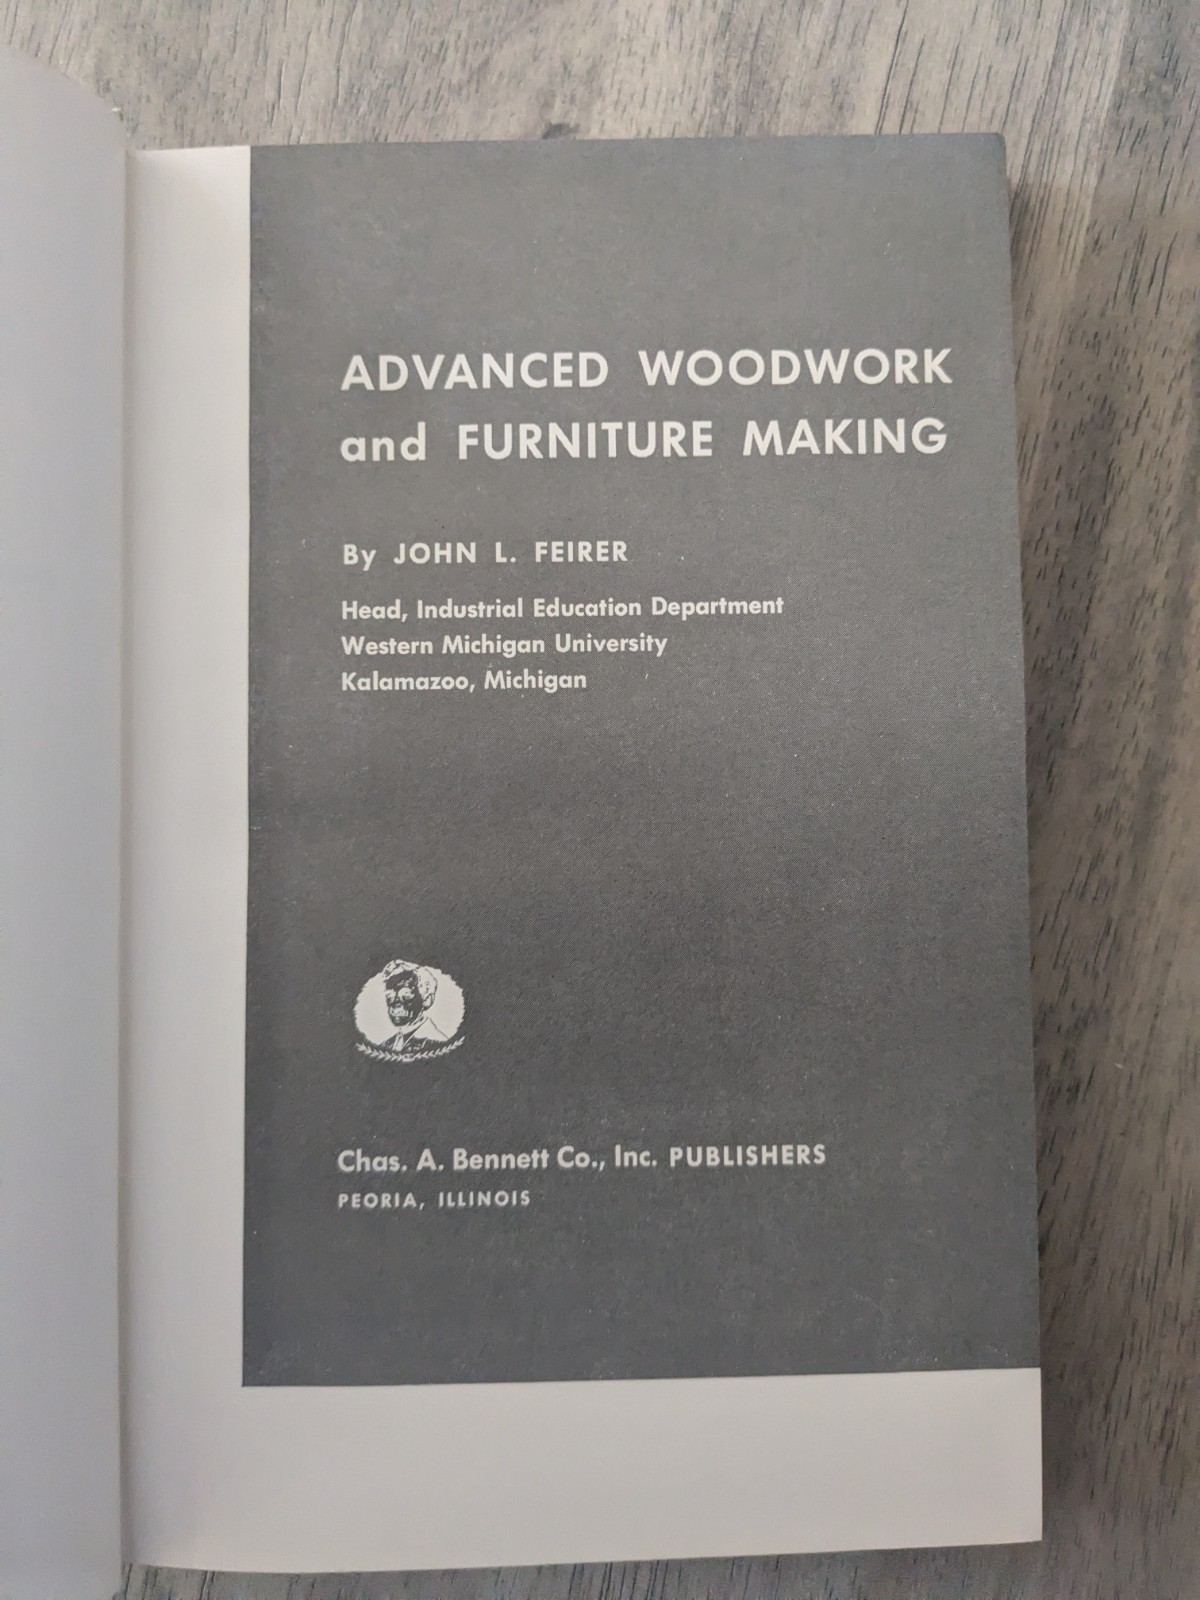 ADVANCED WOODWORK
and FURNITURE MAKING
By JOHN L. FEIRER
Head, Industrial Education Department
Western Michigan University
Kalamazoo, Michigan
Chas. A. Bennett Co., Inc. PUBLISHERS
PEORIA, ILLINOIS